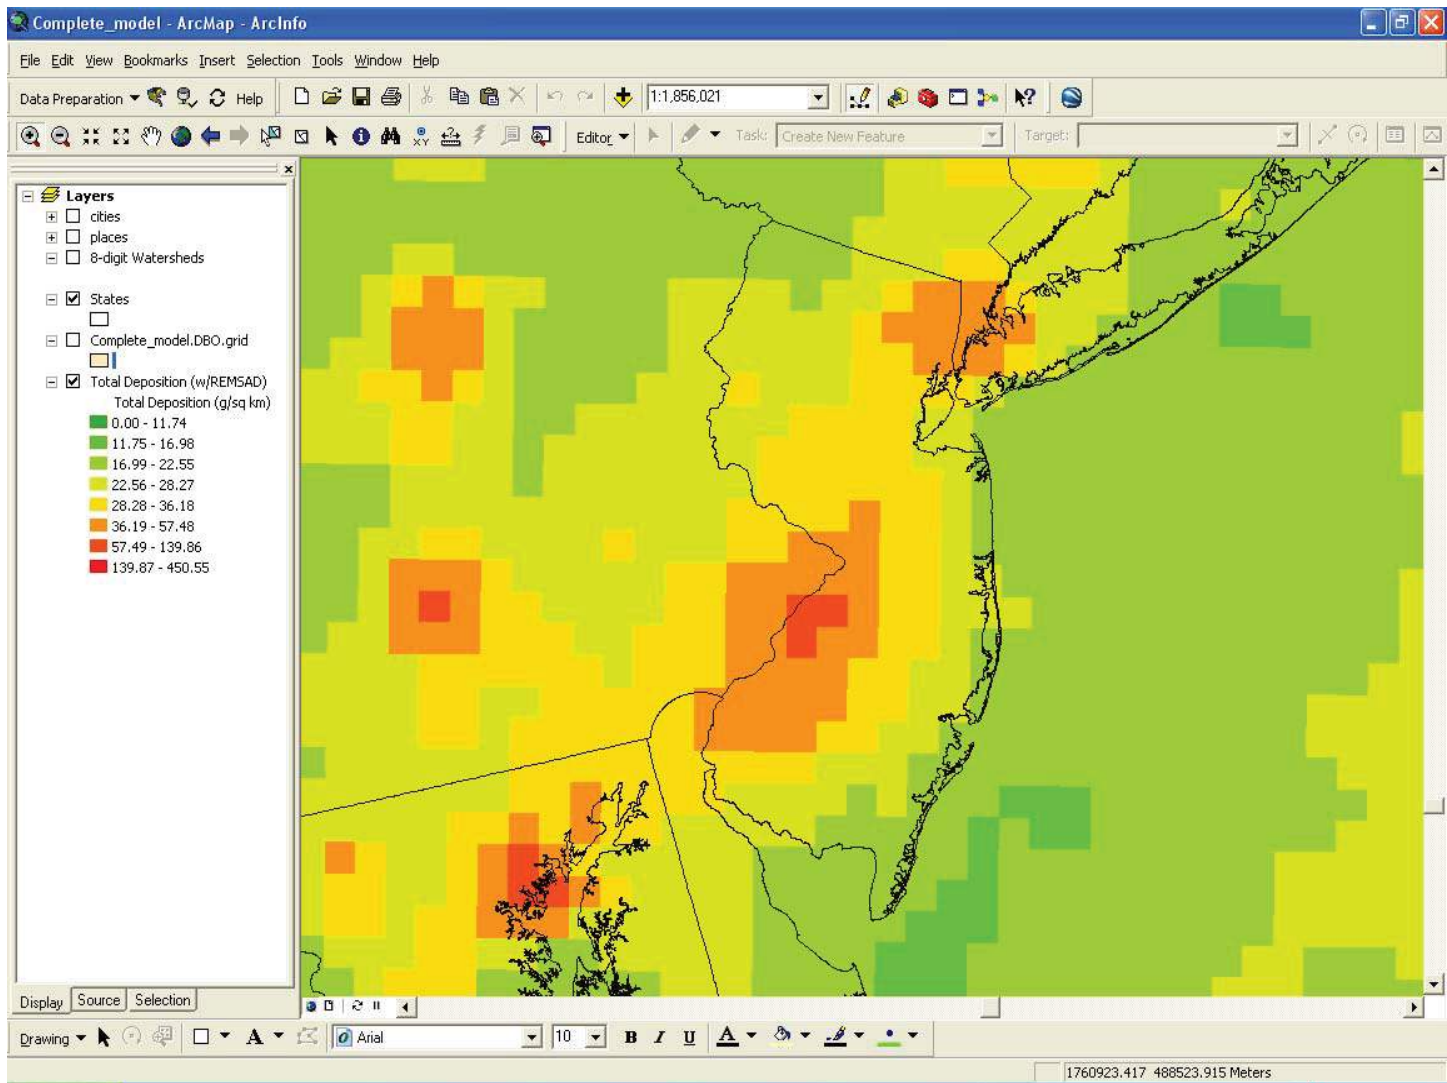 Complete_model - ArcMap - ArcInfo
File Edit View Bookmarks Insert Selection Tools Window Help
Data Preparation Help 1:1,856,021
Editor Task: Create New Feature Target:
Layers
cities
places
8-digit Watersheds
States
Complete_model.DBO.grid
Total Deposition (w/REMSAD)
Total Deposition (g/sq km)
0.00 - 11.74
11.75 - 16.98
16.99 - 22.55
22.56 - 28.27
28.28 - 36.18
36.19 - 57.48
57.49 - 139.86
139.87 - 450.55
Display Source Selection
Drawing A Arial 10 B I U A
1760923.417 488523.915 Meters